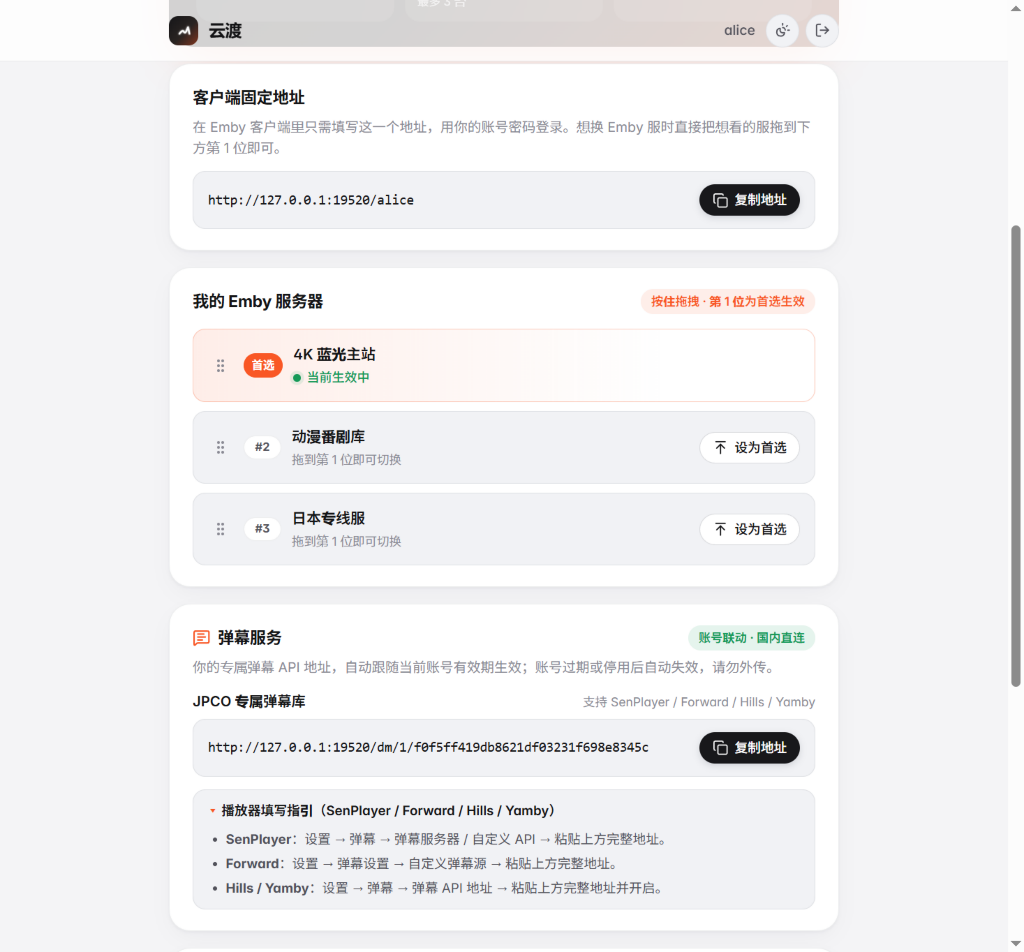 最多 3 台
云渡
alice
客户端固定地址
在 Emby 客户端里只需填写这一个地址，用你的账号密码登录。想换 Emby 服时直接把想看的服拖到下
方第 1 位即可。
http://127.0.0.1:19520/alice
复制地址
我的 Emby 服务器
按住拖拽 · 第 1 位为首选生效
首选
4K 蓝光主站
当前生效中
#2
动漫番剧库
拖到第 1 位即可切换
设为首选
#3
日本专线服
拖到第 1 位即可切换
设为首选
弹幕服务
账号联动 · 国内直连
你的专属弹幕 API 地址，自动跟随当前账号有效期生效；账号过期或停用后自动失效，请勿外传。
JPCO 专属弹幕库
支持 SenPlayer / Forward / Hills / Yamby
http://127.0.0.1:19520/dm/1/f0f5ff419db8621df03231f698e8345c
复制地址
播放器填写指引（SenPlayer / Forward / Hills / Yamby）
• SenPlayer：设置 → 弹幕 → 弹幕服务器 / 自定义 API → 粘贴上方完整地址。
• Forward：设置 → 弹幕设置 → 自定义弹幕源 → 粘贴上方完整地址。
• Hills / Yamby：设置 → 弹幕 → 弹幕 API 地址 → 粘贴上方完整地址并开启。